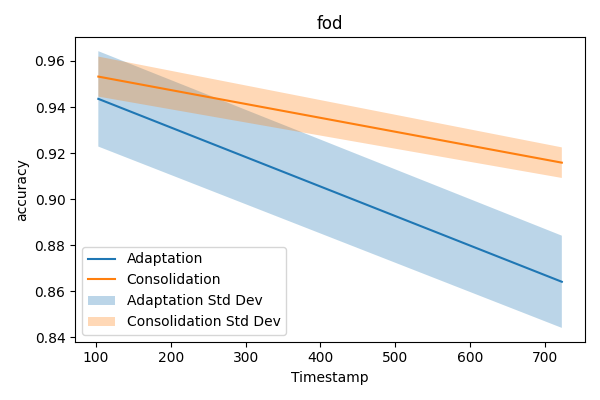 fod
accuracy
0.96
0.94
0.92
0.90
0.88
0.86
0.84
Adaptation
Consolidation
Adaptation Std Dev
Consolidation Std Dev
100 200 300 400 500 600 700
Timestamp